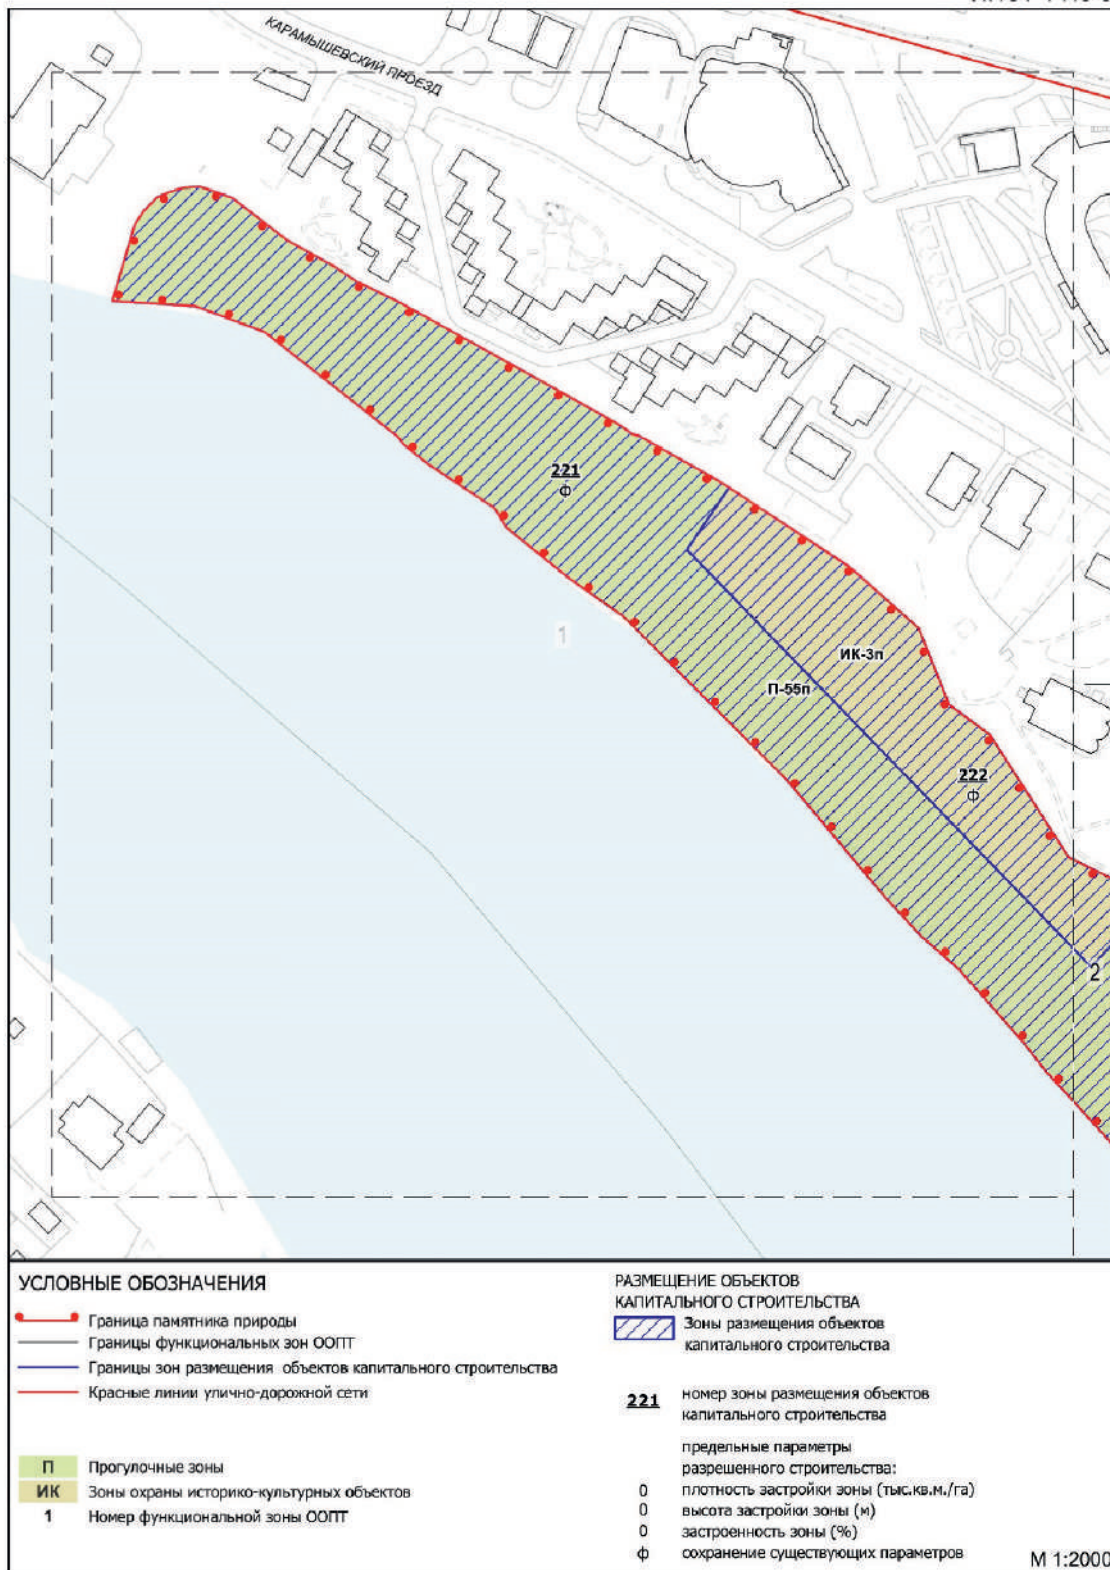 КАРАМЫШЕВСКИЙ ПРОЕЗД
221
ф
1
ИК-3п
П-55п
222
ф
2
УСЛОВНЫЕ ОБОЗНАЧЕНИЯ
Граница памятника природы
Границы функциональных зон ООПТ
Границы зон размещения объектов капитального строительства
Красные линии улично-дорожной сети
П Прогулочные зоны
ИК Зоны охраны историко-культурных объектов
1 Номер функциональной зоны ООПТ
РАЗМЕЩЕНИЕ ОБЪЕКТОВ
КАПИТАЛЬНОГО СТРОИТЕЛЬСТВА
Зоны размещения объектов
капитального строительства
221 номер зоны размещения объектов
капитального строительства
предельные параметры
разрешенного строительства:
0 плотность застройки зоны (тыс.кв.м./га)
0 высота застройки зоны (м)
0 застроенность зоны (%)
ф сохранение существующих параметров
М 1:2000